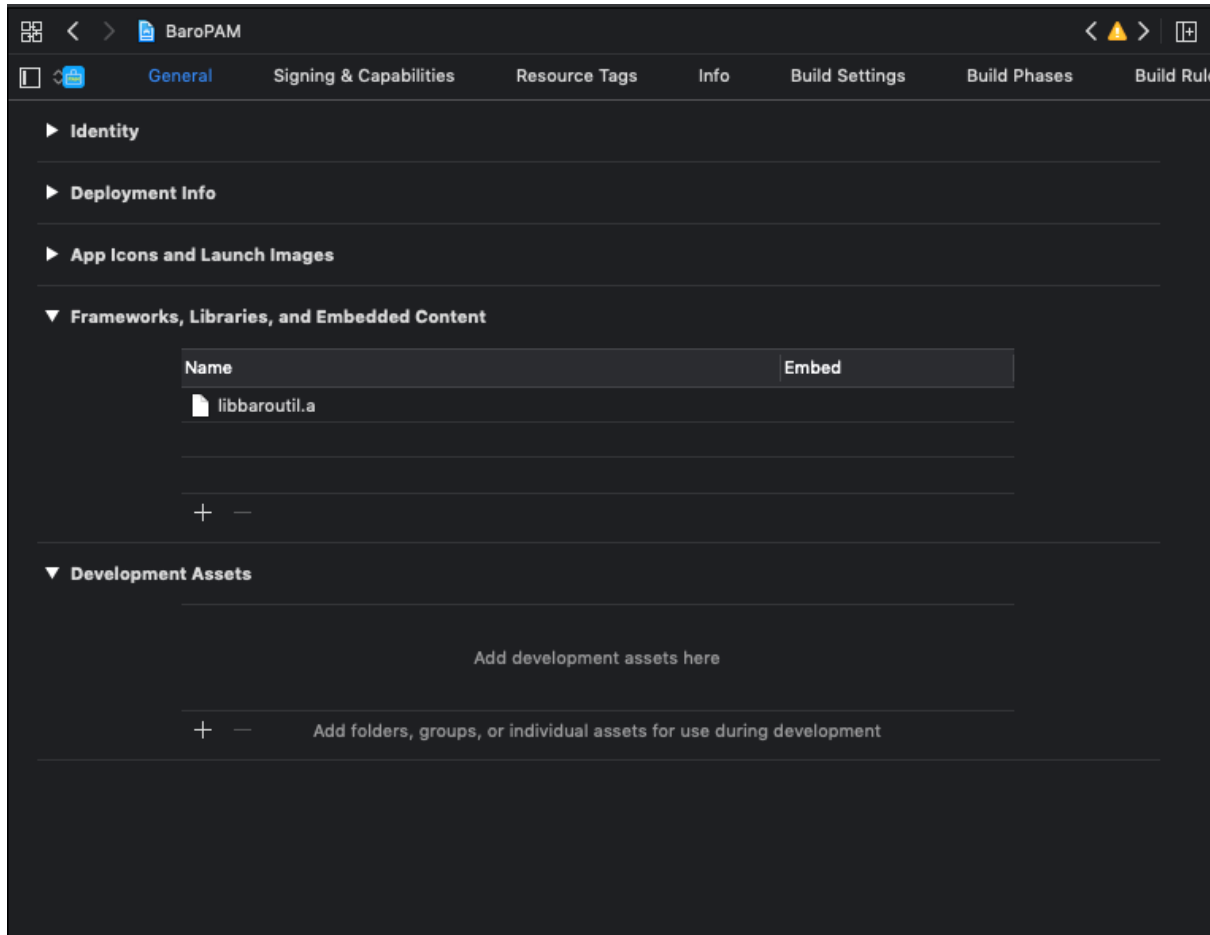 BaroPAM
General Signing & Capabilities Resource Tags Info Build Settings Build Phases Build Rul
Identity
Deployment Info
App Icons and Launch Images
Frameworks, Libraries, and Embedded Content
Name Embed
libbaroutil.a
Development Assets
Add development assets here
Add folders, groups, or individual assets for use during development